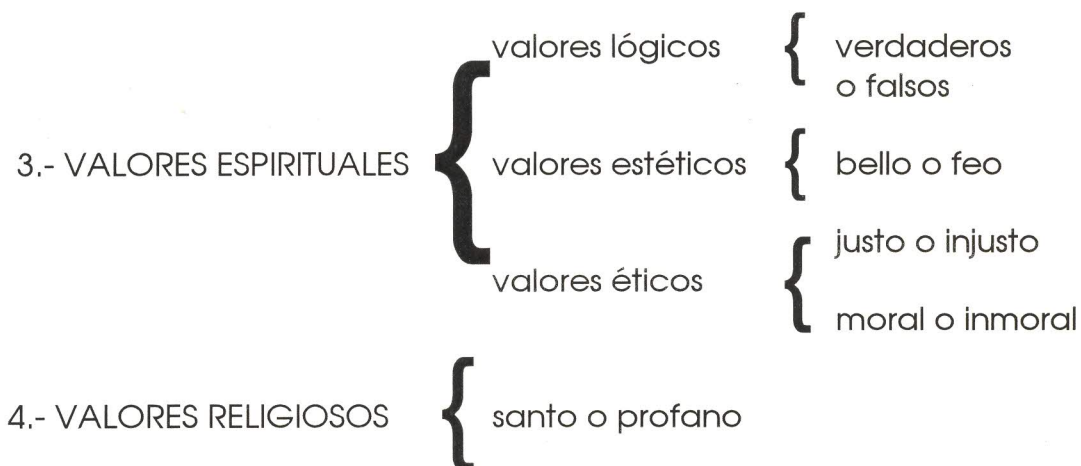 valores lógicos { verdaderos
o falsos
3.- VALORES ESPIRITUALES { valores estéticos { bello o feo
justo o injusto
valores éticos {
moral o inmoral
4.- VALORES RELIGIOSOS { santo o profano